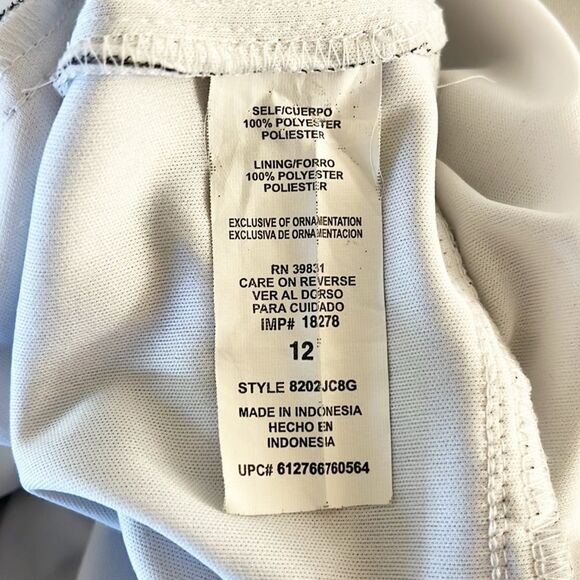 SELF/CUERPO
100% POLYESTER
POLIESTER
LINING/FORRO
100% POLYESTER
POLIESTER
EXCLUSIVE OF ORNAMENTATION
EXCLUSIVA DE ORNAMENTACION
RN 39831
CARE ON REVERSE
VER AL DORSO
PARA CUIDADO
IMP# 18278
12
STYLE 8202JC8G
MADE IN INDONESIA
HECHO EN
INDONESIA
UPC# 612766760564